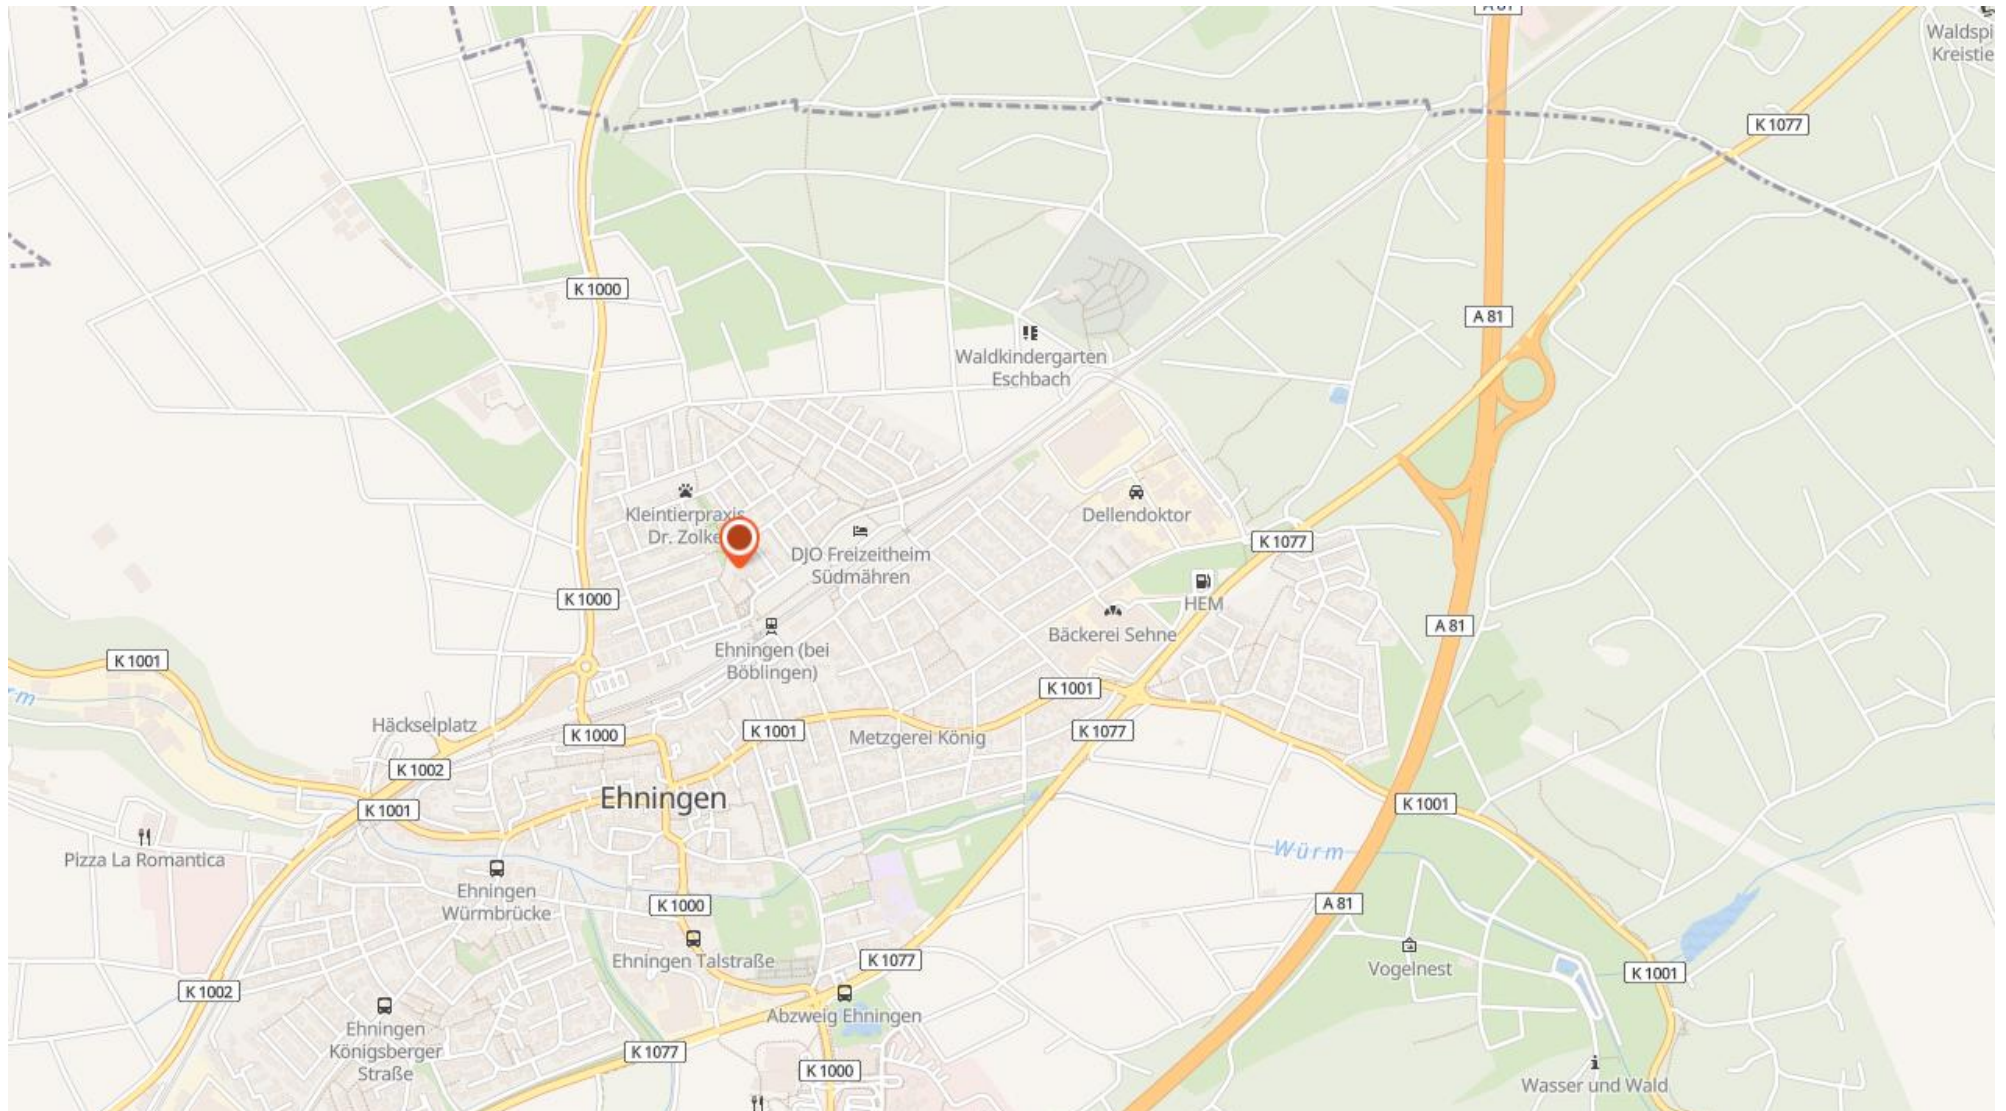 A 81
Waldspi
Kreistie
K 1077
K 1000
A 81
Waldkindergarten
Eschbach
Kleintierpraxis
Dr. Zolke
Dellendoktor
DJO Freizeitheim
Südmähren
K 1077
K 1000
HEM
Bäckerei Sehne
A 81
Ehningen (bei
Böblingen)
K 1001
rm
K 1001
Häckselplatz
K 1000
K 1001
Metzgerei König
K 1077
K 1002
Ehningen
K 1001
K 1001
Würm
Pizza La Romantica
Ehningen
Würmbrücke
K 1000
A 81
Ehningen Talstraße
K 1077
Vogelnest
K 1001
K 1002
Abzweig Ehningen
Ehningen
Königsberger
Straße
K 1077
K 1000
Wasser und Wald